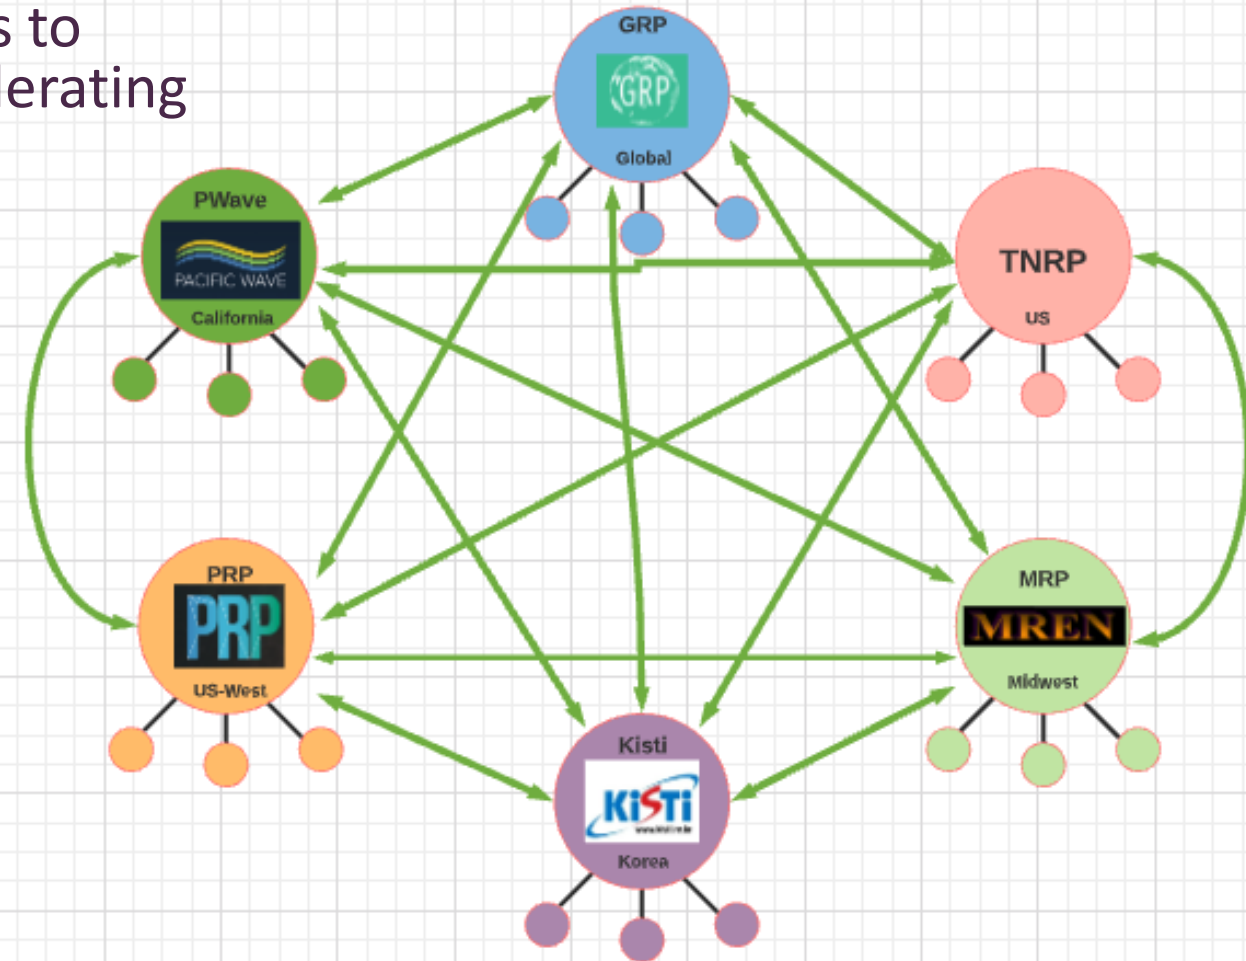 s to
lerating
GRP
GRP
Global
PWave
PACIFIC WAVE
California
TNRP
US
PRP
PRP
US-West
MRP
MREN
Midwest
Kisti
KiSTi
Korea